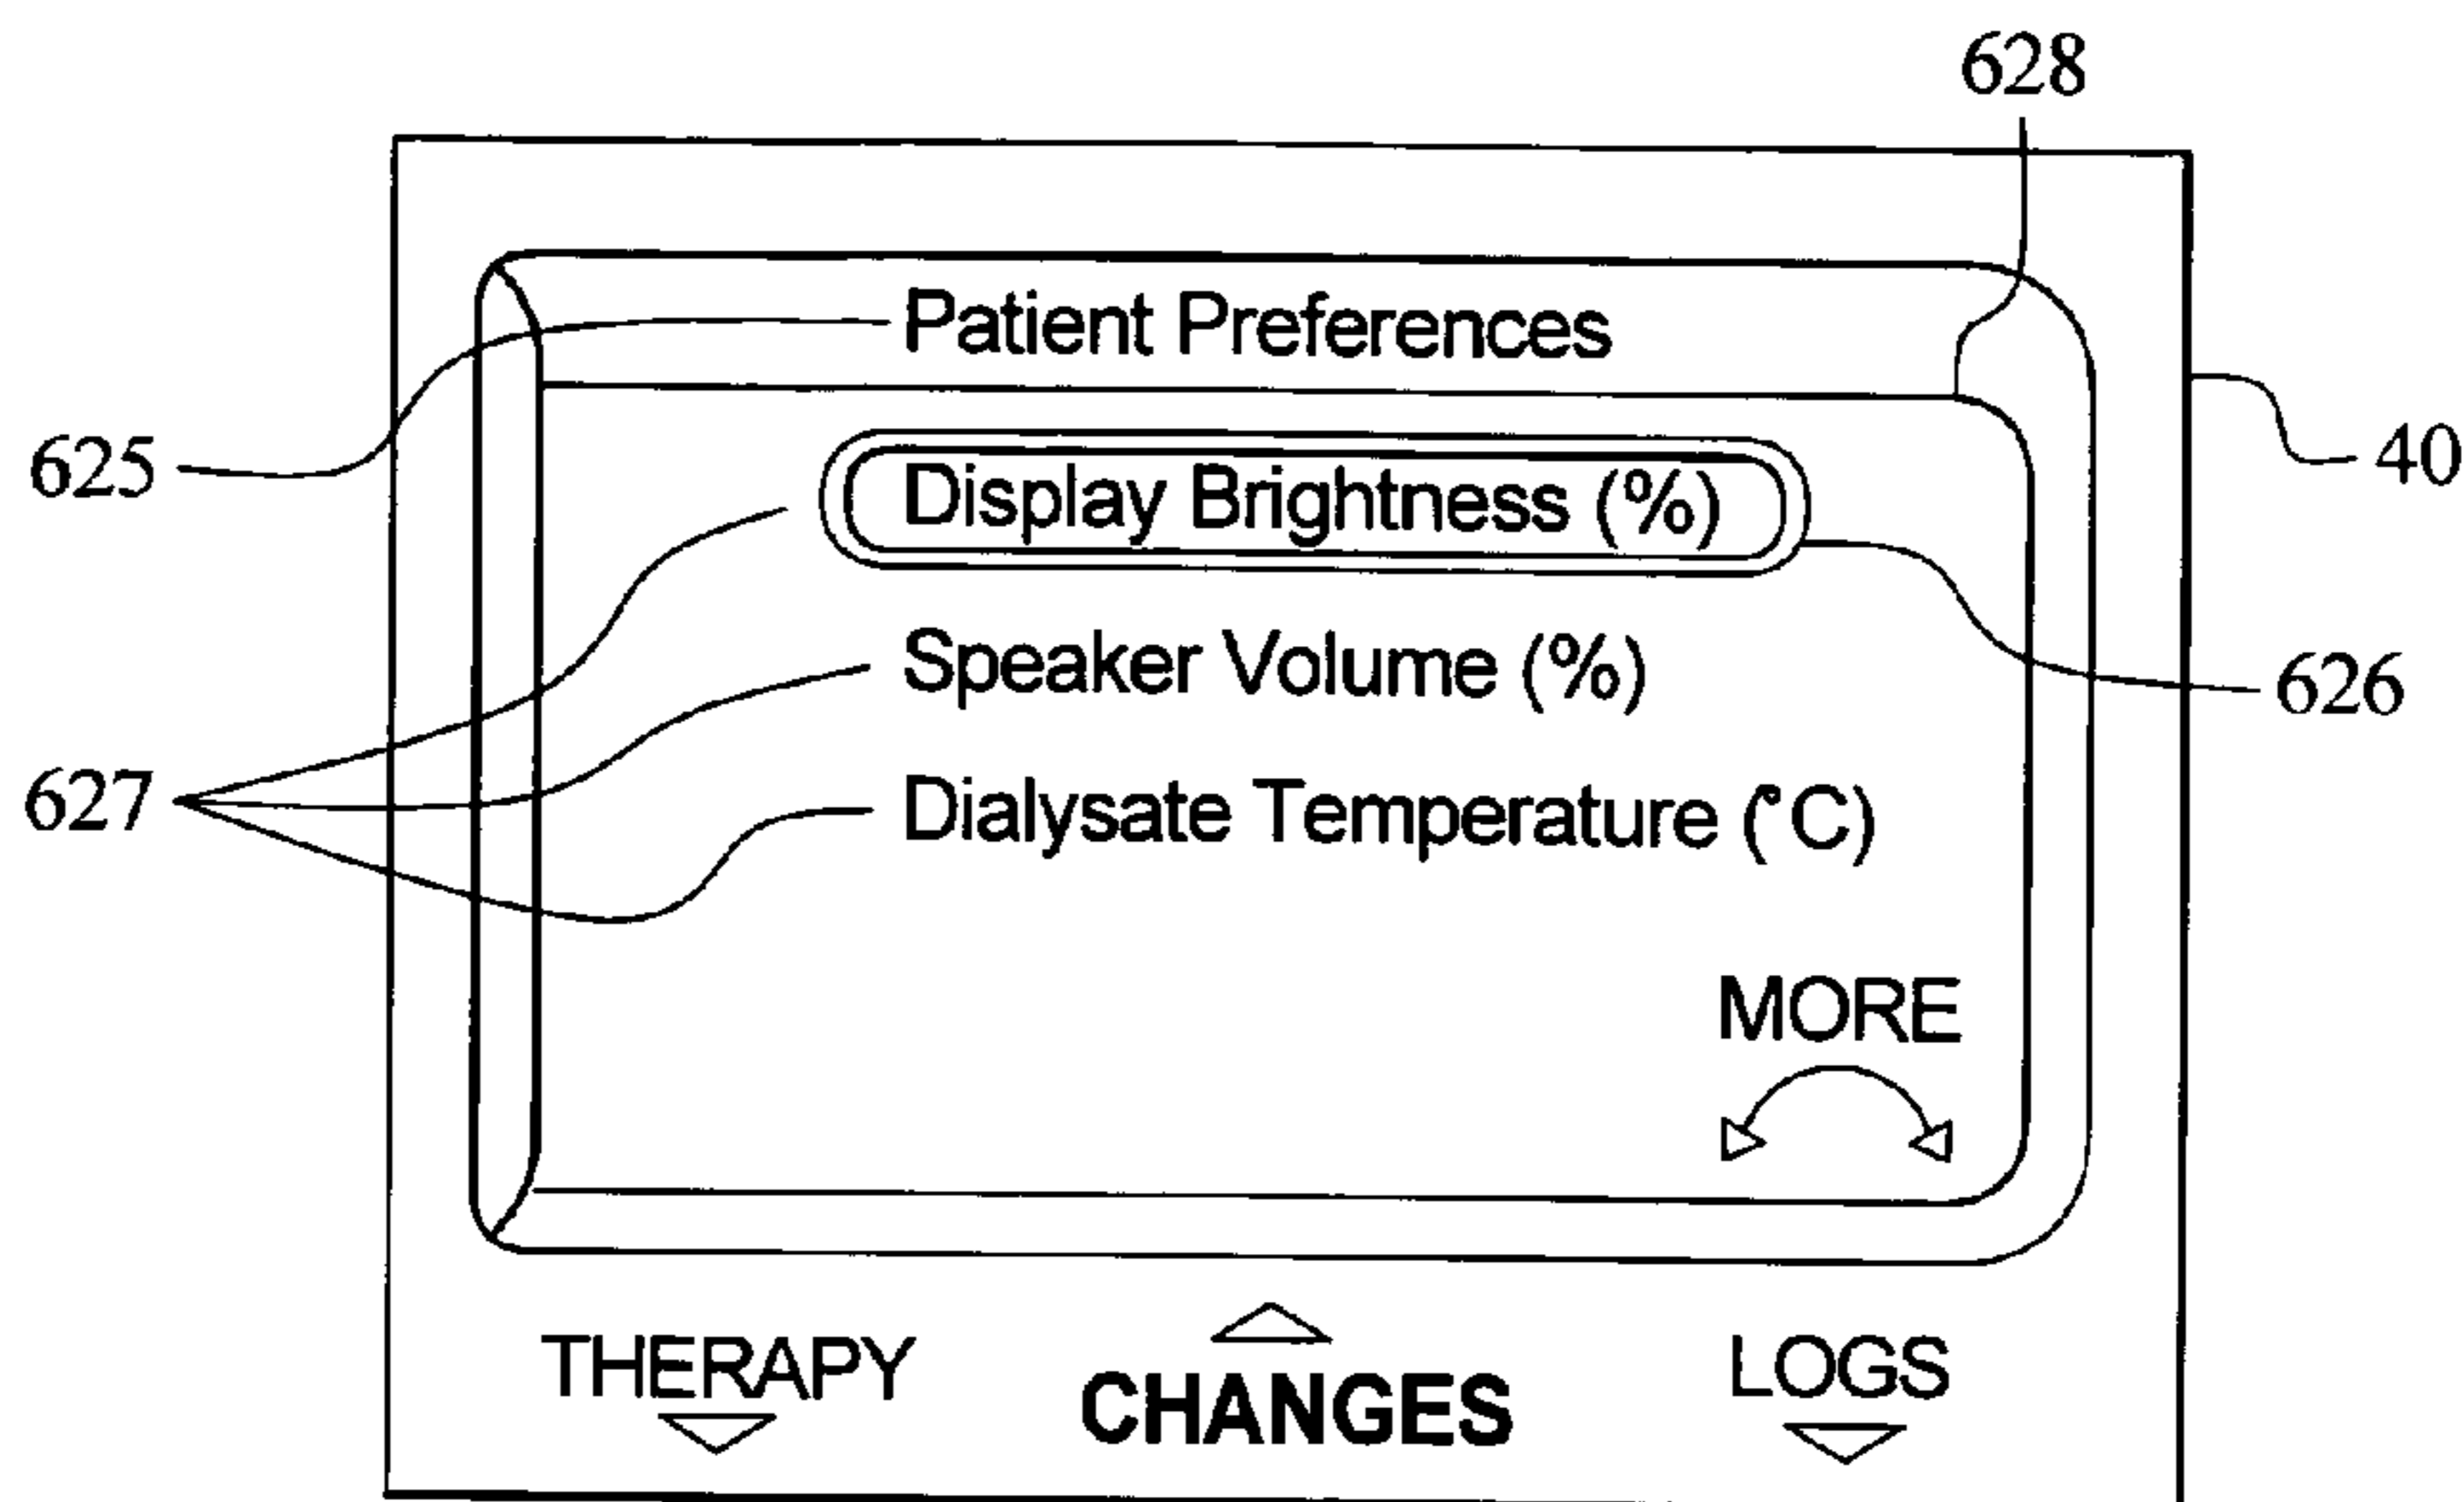 628
Patient Preferences
625
40
Display Brightness (%)
Speaker Volume (%)
626
627
Dialysate Temperature (°C)
MORE
THERAPY
CHANGES
LOGS